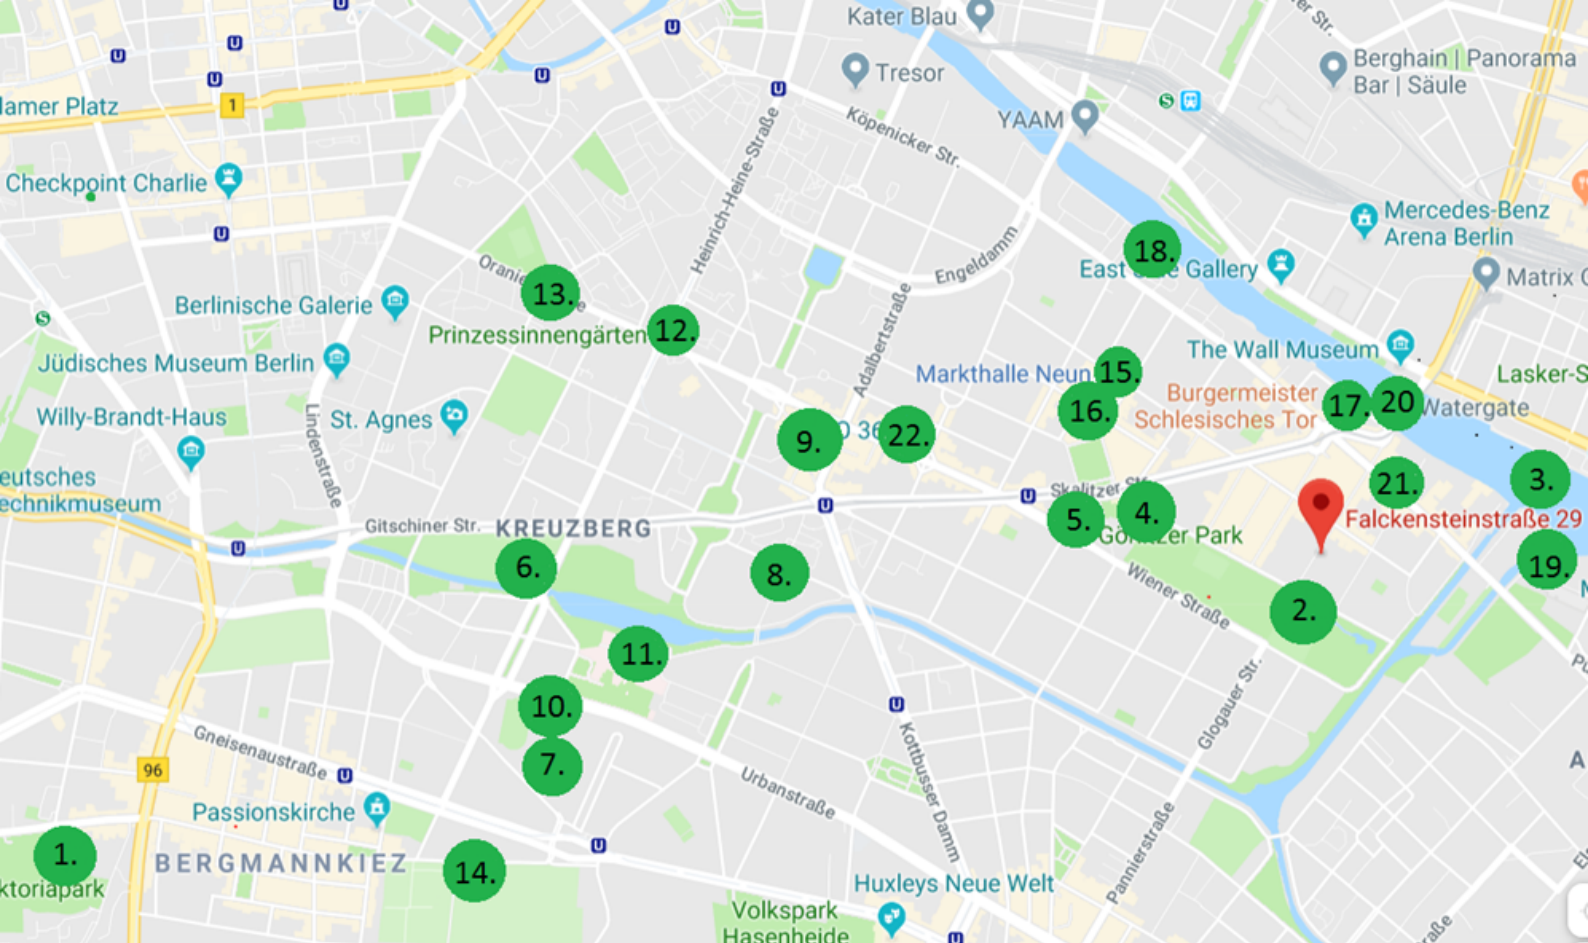 Kater Blau
Tresor
Berghain | Panorama
Bar | Säule
lamer Platz
1
YAAM
Köpenicker Str.
Heinrich-Heine-Straße
Checkpoint Charlie
Mercedes-Benz
Arena Berlin
Engeldamm
18.
East Gallery
Matrix
Oranie
13.
Berlinische Galerie
Prinzessinnengärten
12.
Adalbertstraße
Jüdisches Museum Berlin
The Wall Museum
Markthalle Neun
15.
Lasker-S
Burgermeister
Schlesisches Tor
16.
17.
20
Watergate
Willy-Brandt-Haus
St. Agnes
Lindenstraße
9.
O 36
22.
eutsches
echnikmuseum
Skalitzer
21.
3.
Gitschiner Str.
KREUZBERG
5.
4.
Görlitzer Park
Falckensteinstraße 29
6.
8.
19.
Wiener Straße
2.
11.
10.
7.
Glogauer Str.
Gneisenaustraße
96
Urbanstraße
Kottbusser Damm
Passionskirche
Pannierstraße
1.
ktoriapark
BERGMANNKIEZ
14.
Huxleys Neue Welt
Volkspark
Hasenheide
raße